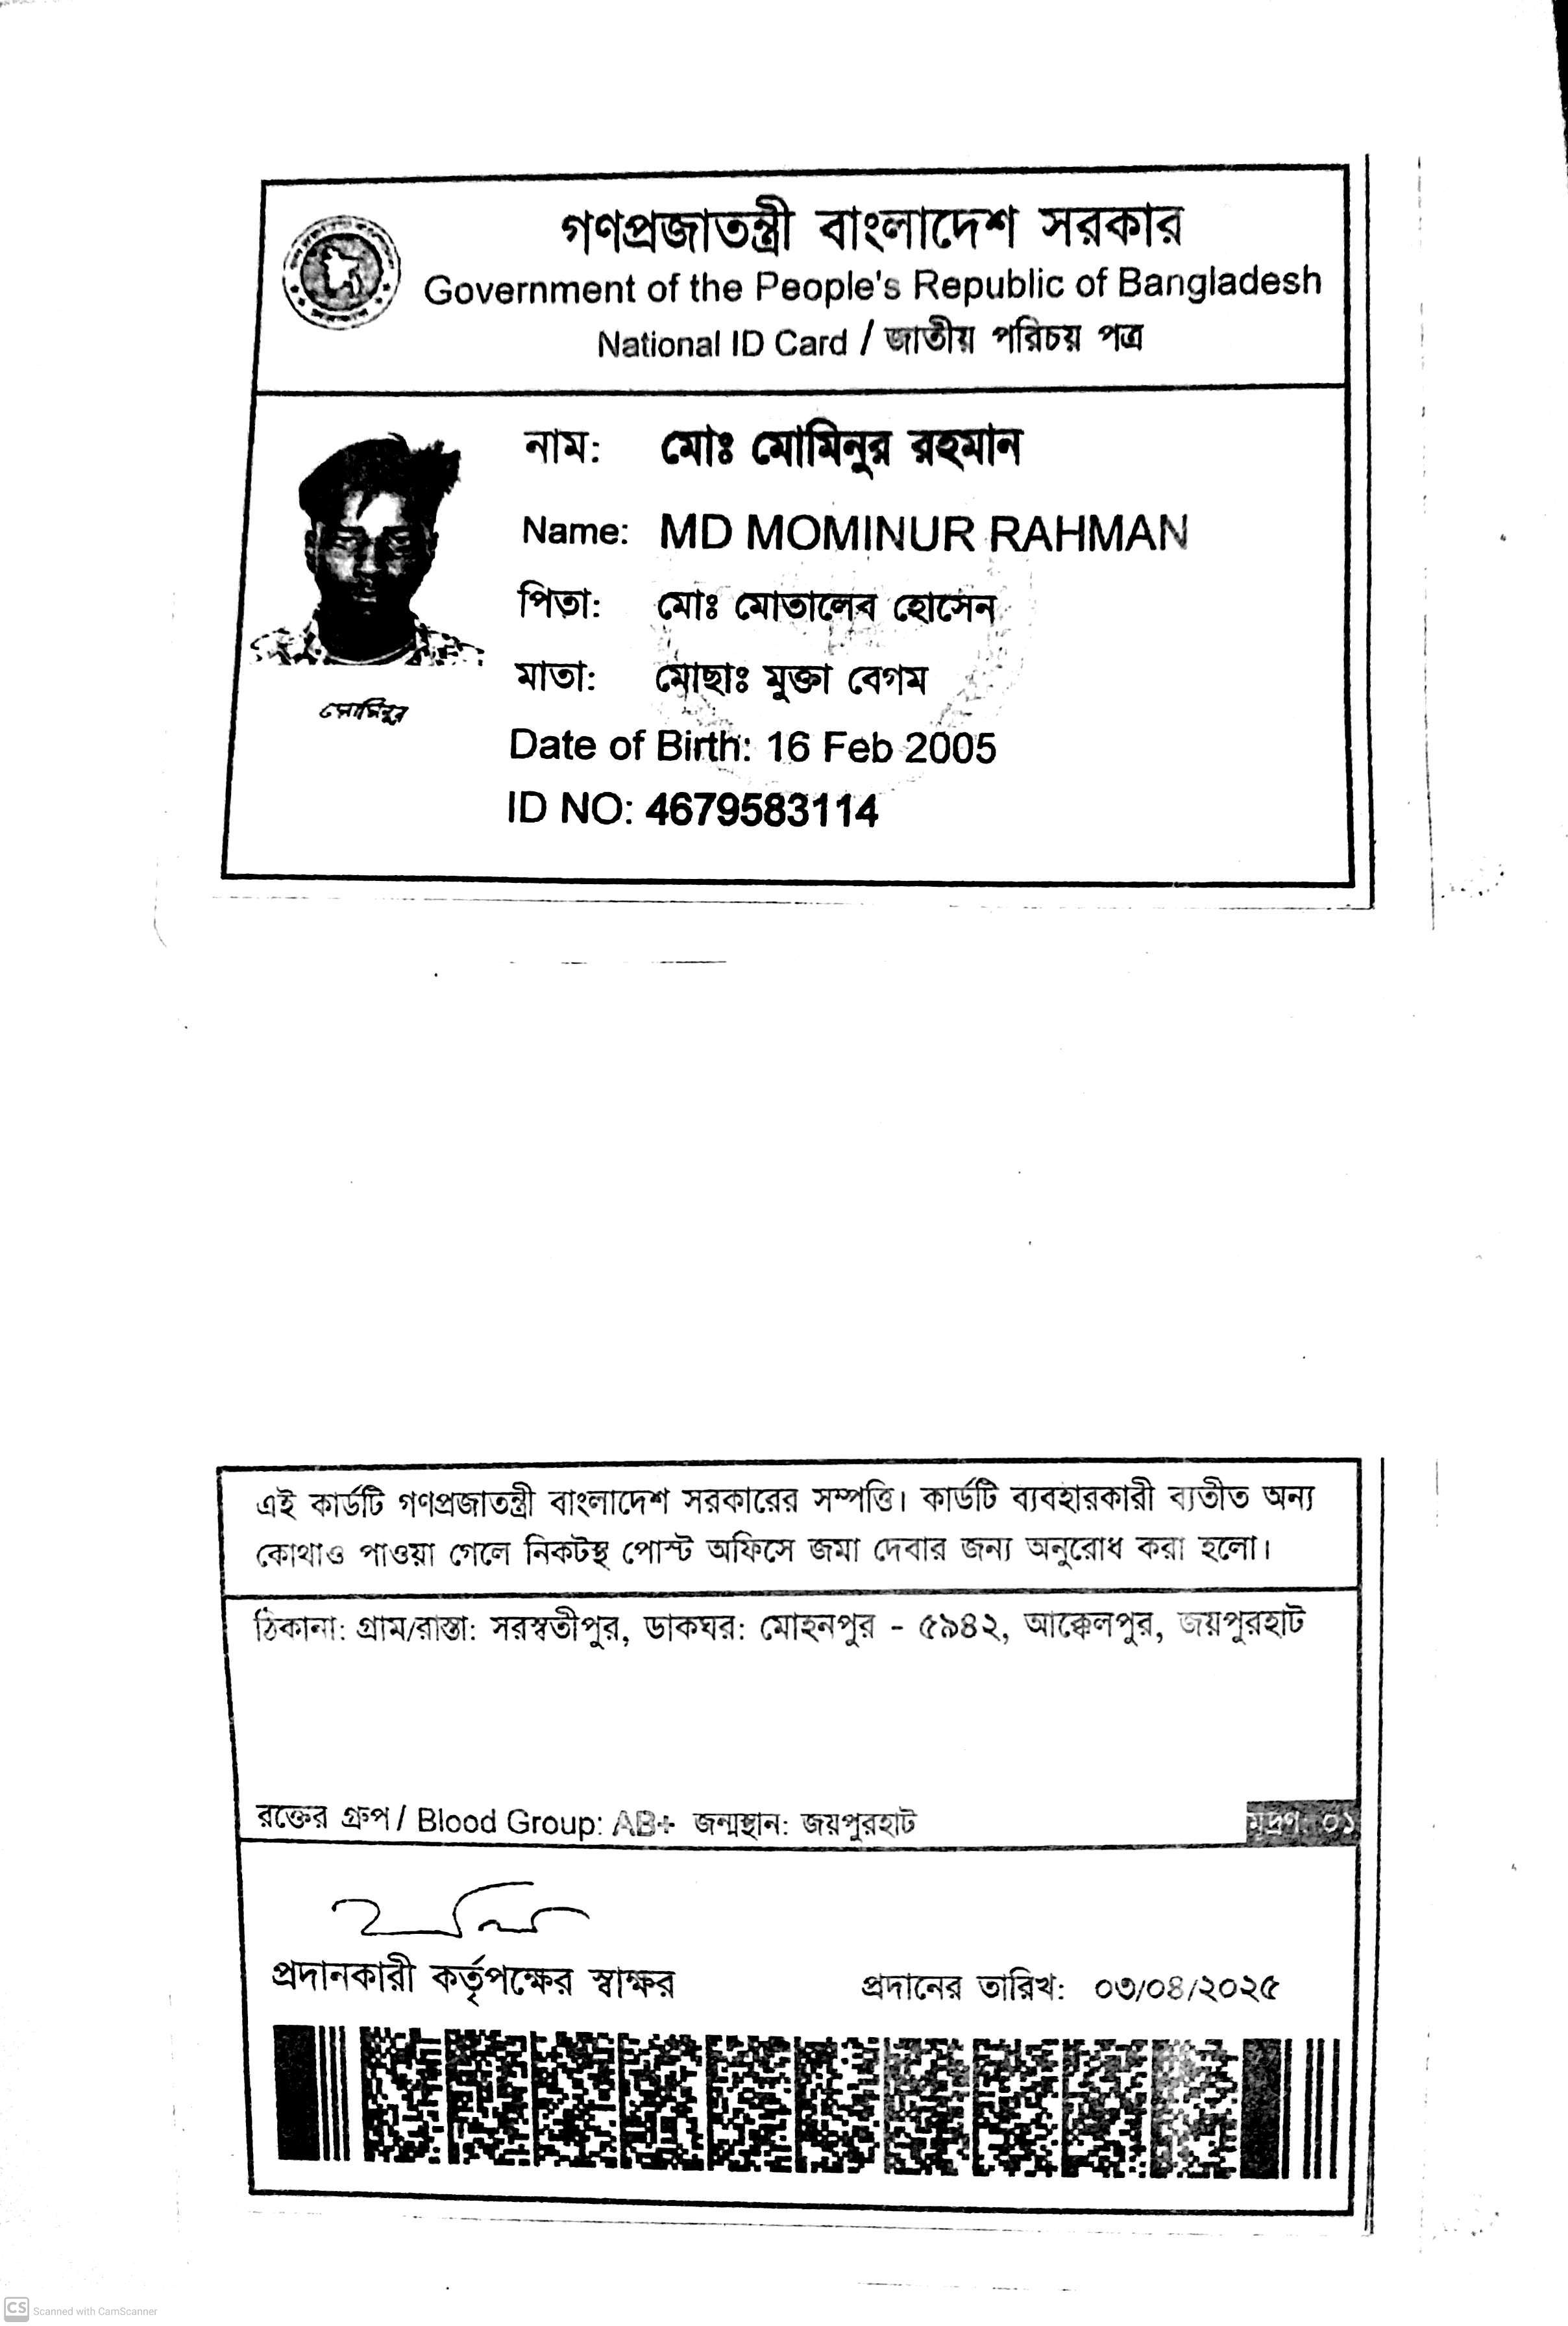 গণপ্রজাতন্ত্রী বাংলাদেশ সরকার
Government of the People's Republic of Bangladesh
National ID Card / জাতীয় পরিচয় পত্র
নাম: মোঃ মোমিনুর রহমান
Name: MD MOMINUR RAHMAN
পিতা: মোঃ মোতালেব হোসেন
মাতা: মোছাঃ মুক্তা বেগম
মোমিনুর
Date of Birth: 16 Feb 2005
ID NO: 4679583114
এই কার্ডটি গণপ্রজাতন্ত্রী বাংলাদেশ সরকারের সম্পত্তি। কার্ডটি ব্যবহারকারী ব্যতীত অন্য
কোথাও পাওয়া গেলে নিকটস্থ পোস্ট অফিসে জমা দেবার জন্য অনুরোধ করা হলো।
ঠিকানা: গ্রাম/রাস্তা: সরস্বতীপুর, ডাকঘর: মোহনপুর - ৫৯৪২, আক্কেলপুর, জয়পুরহাট
রক্তের গ্রুপ / Blood Group: AB+ জন্মস্থান: জয়পুরহাট মুদ্রণ: ০১
প্রদানকারী কর্তৃপক্ষের স্বাক্ষর প্রদানের তারিখ: ০৩/০৪/২০২৫
CS Scanned with CamScanner